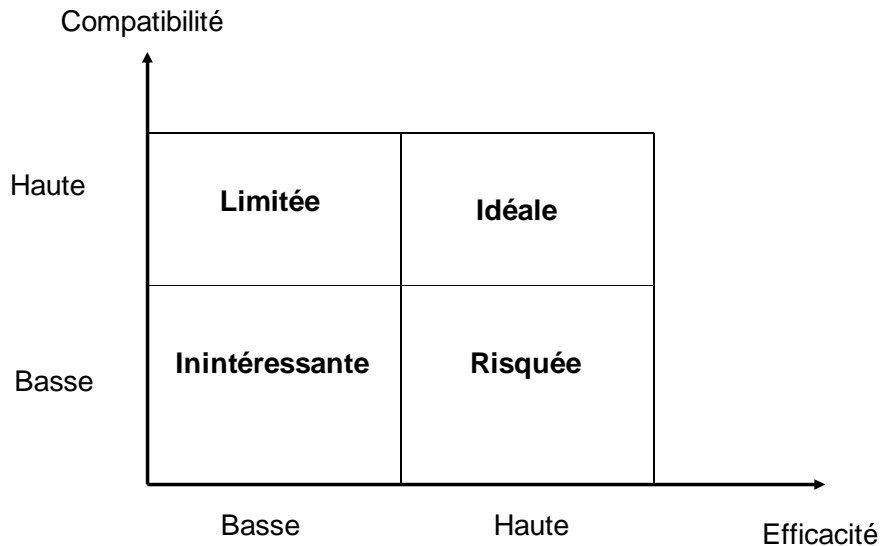 Compatibilité
Haute
Limitée
Idéale
Basse
Inintéressante
Risquée
Basse
Haute
Efficacité